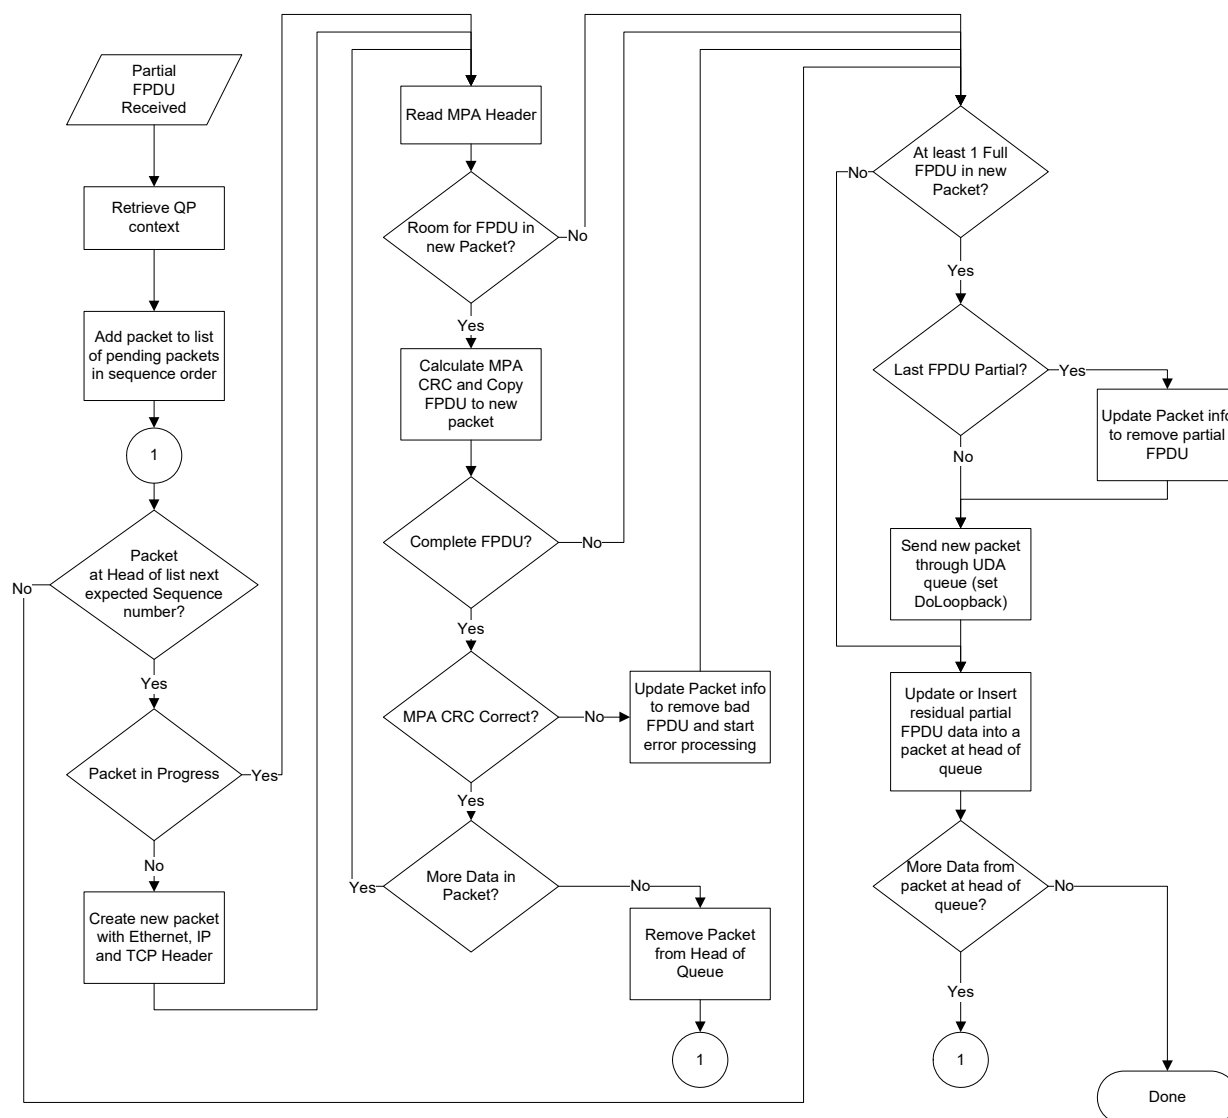 Partial
FPDU
Received
Retrieve QP
context
Add packet to list
of pending packets
in sequence order
1
Packet
at Head of list next
expected Sequence
number?
No
Yes
Packet in Progress
Yes
No
Create new packet
with Ethernet, IP
and TCP Header
Read MPA Header
Room for FPDU in
new Packet?
No
Yes
Calculate MPA
CRC and Copy
FPDU to new
packet
Complete FPDU?
No
Yes
MPA CRC Correct?
No
Update Packet info
to remove bad
FPDU and start
error processing
Yes
More Data in
Packet?
Yes
No
Remove Packet
from Head of
Queue
1
At least 1 Full
FPDU in new
Packet?
No
Yes
Last FPDU Partial?
Yes
Update Packet info
to remove partial
FPDU
No
Send new packet
through UDA
queue (set
DoLoopback)
Update or Insert
residual partial
FPDU data into a
packet at head of
queue
More Data from
packet at head of
queue?
No
Yes
1
Done